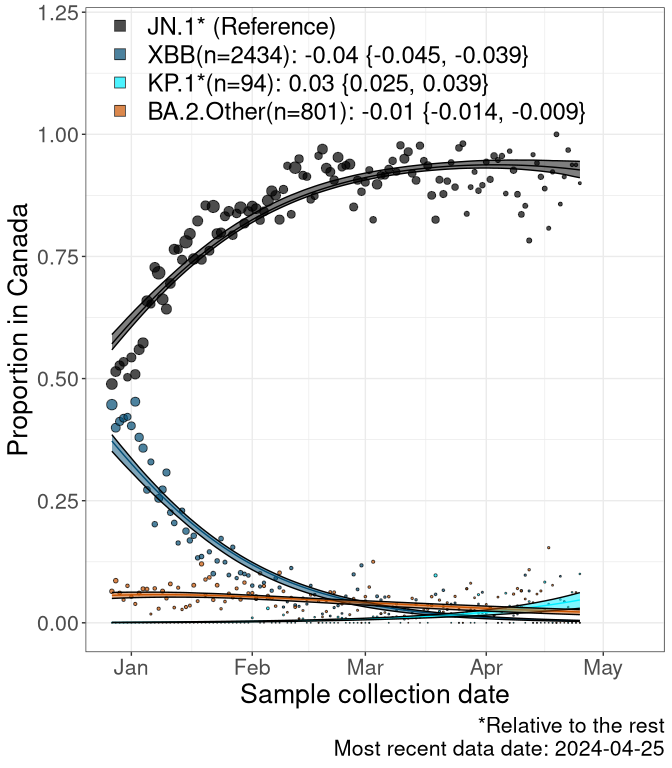 JN.1* (Reference)
XBB(n=2434): -0.04 {-0.045, -0.039}
KP.1*(n=94): 0.03 {0.025, 0.039}
BA.2.Other(n=801): -0.01 {-0.014, -0.009}
1.25
1.00
0.75
0.50
0.25
0.00
Proportion in Canada
Jan Feb Mar Apr May
Sample collection date
*Relative to the rest
Most recent data date: 2024-04-25